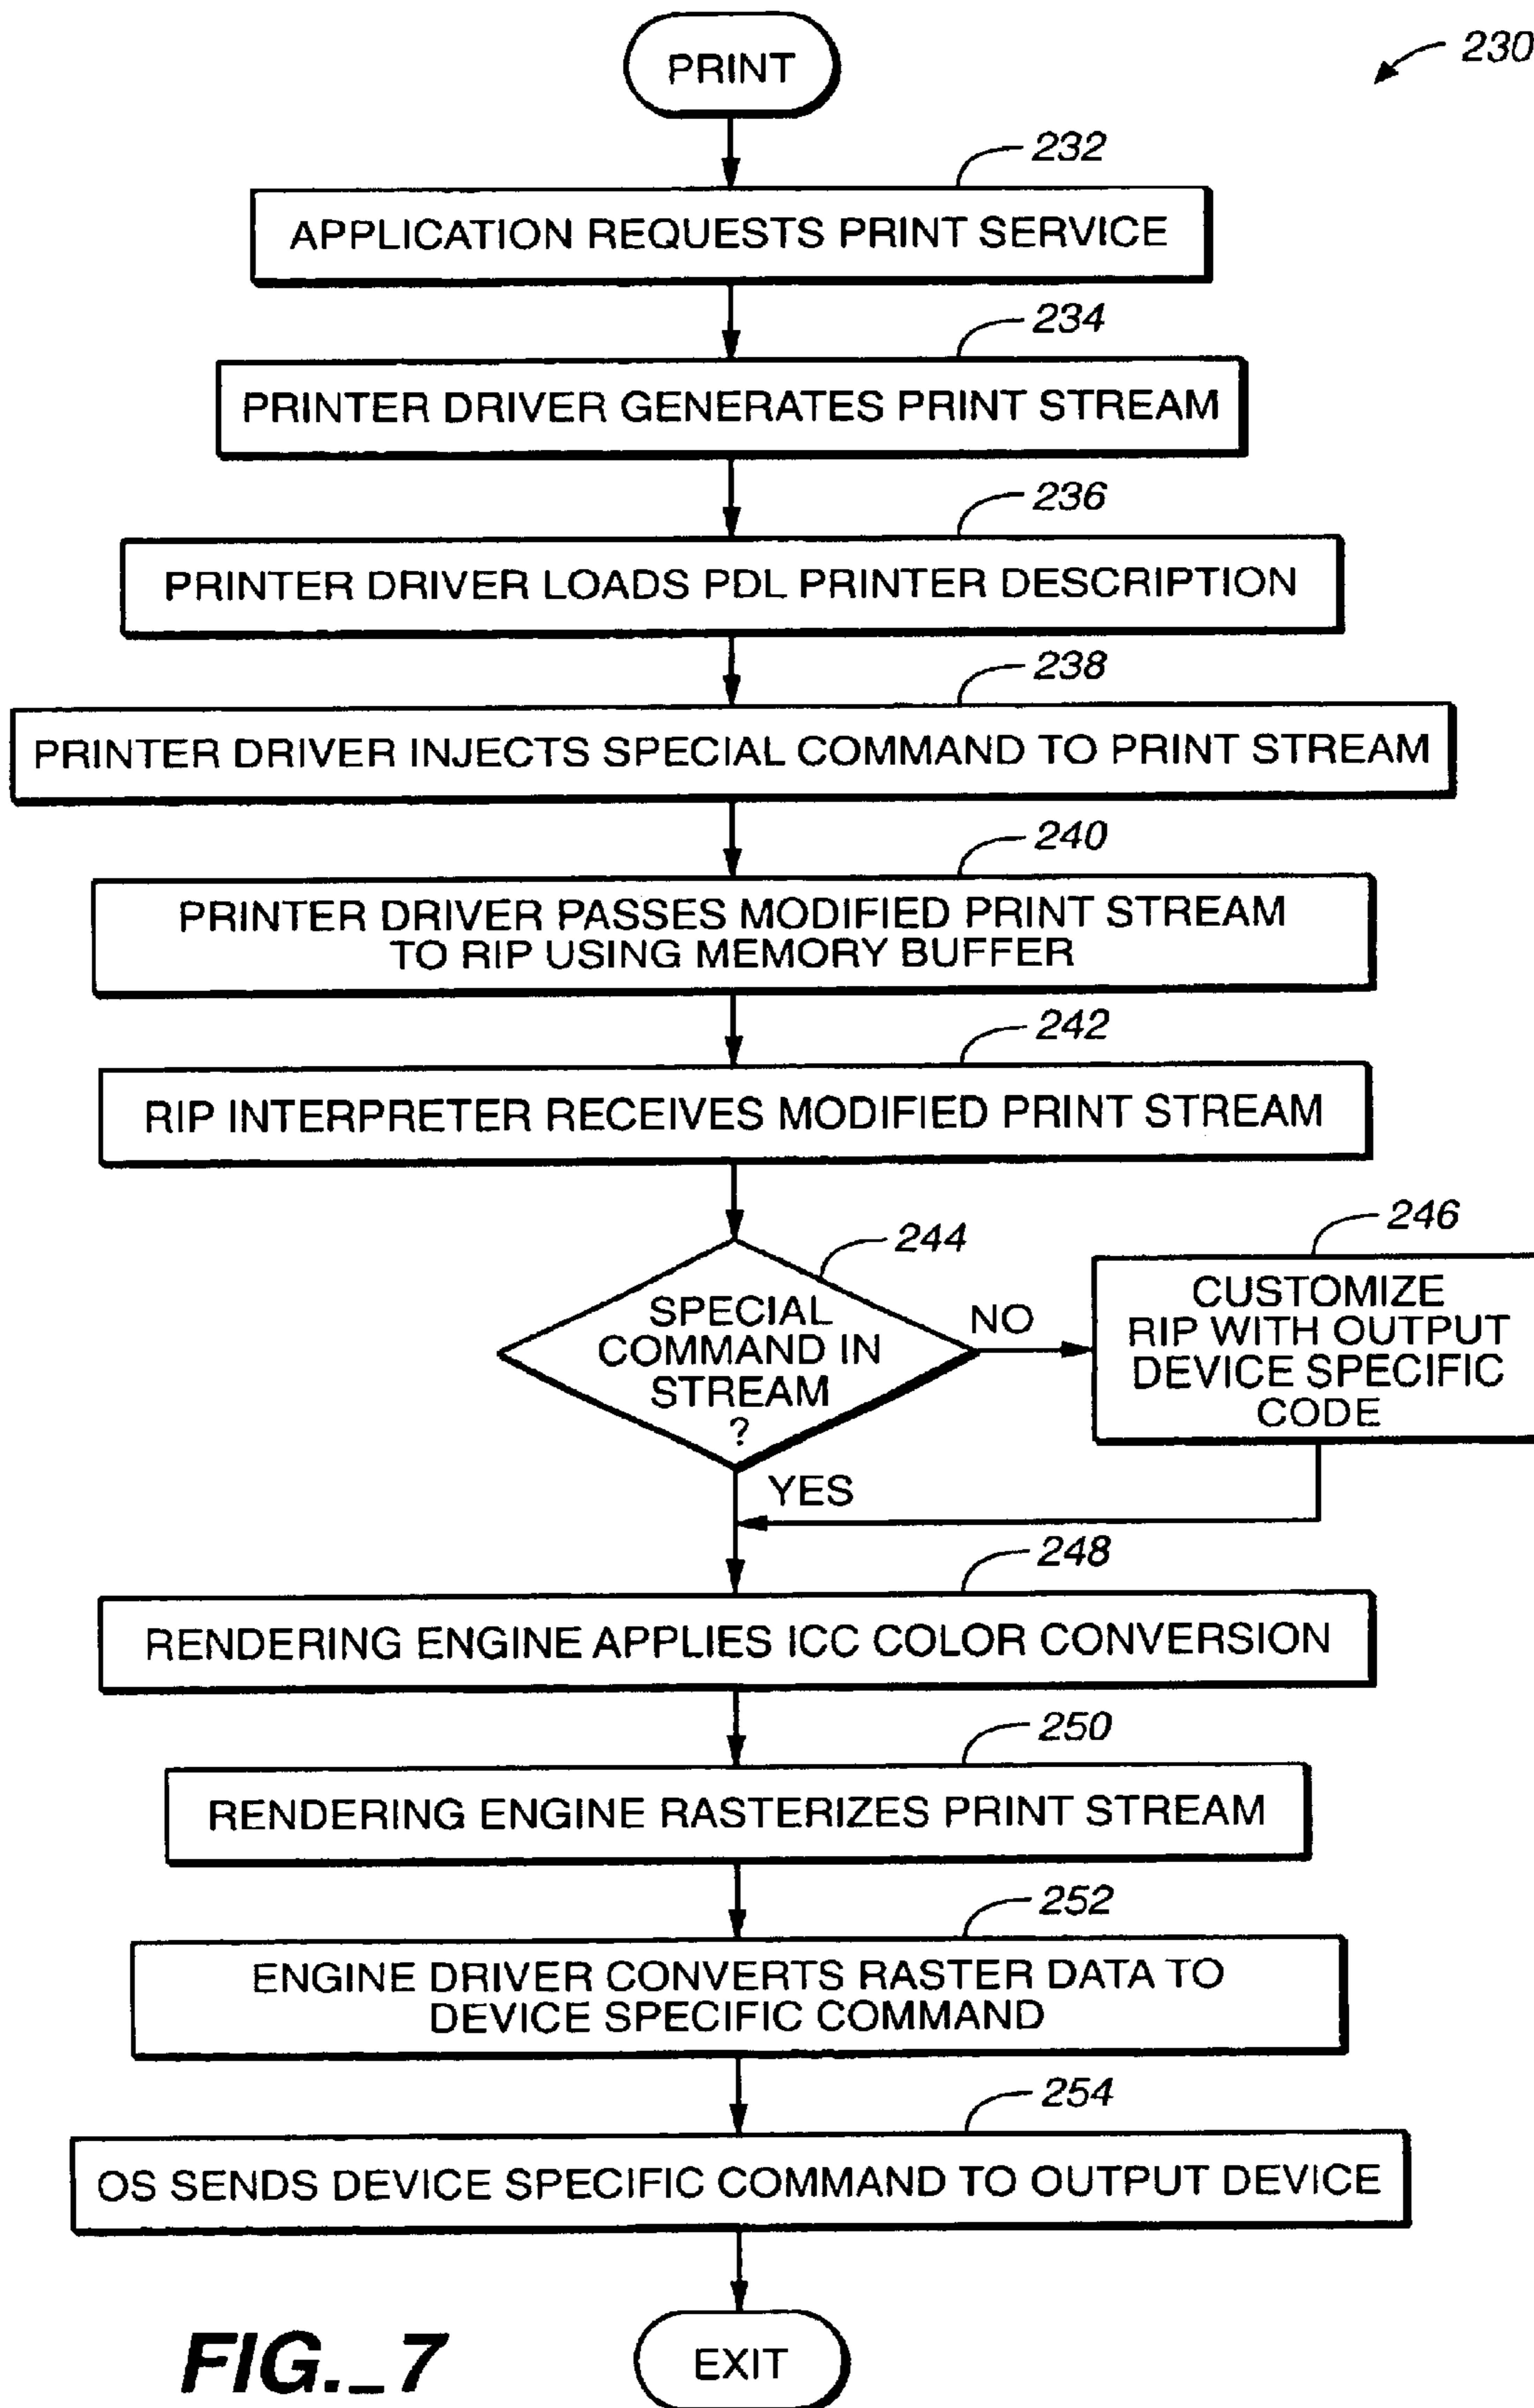 PRINT
230
232
APPLICATION REQUESTS PRINT SERVICE
234
PRINTER DRIVER GENERATES PRINT STREAM
236
PRINTER DRIVER LOADS PDL PRINTER DESCRIPTION
238
PRINTER DRIVER INJECTS SPECIAL COMMAND TO PRINT STREAM
240
PRINTER DRIVER PASSES MODIFIED PRINT STREAM
TO RIP USING MEMORY BUFFER
242
RIP INTERPRETER RECEIVES MODIFIED PRINT STREAM
244
SPECIAL
COMMAND IN
STREAM
?
NO
246
CUSTOMIZE
RIP WITH OUTPUT
DEVICE SPECIFIC
CODE
YES
248
RENDERING ENGINE APPLIES ICC COLOR CONVERSION
250
RENDERING ENGINE RASTERIZES PRINT STREAM
252
ENGINE DRIVER CONVERTS RASTER DATA TO
DEVICE SPECIFIC COMMAND
254
OS SENDS DEVICE SPECIFIC COMMAND TO OUTPUT DEVICE
EXIT
FIG._7